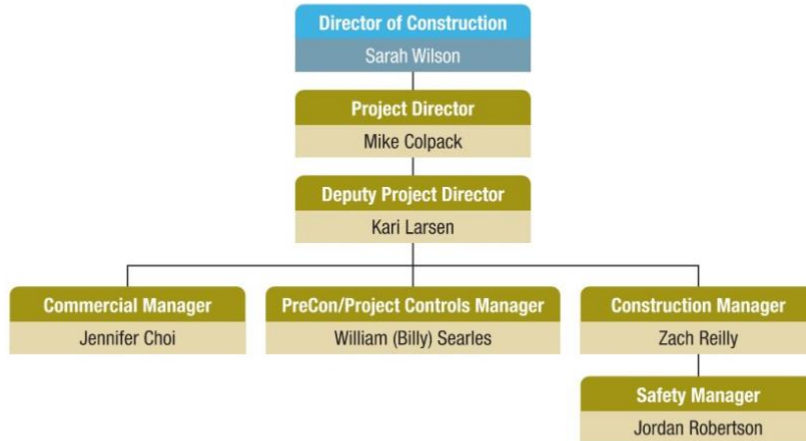 Director of Construction
Sarah Wilson
Project Director
Mike Colpack
Deputy Project Director
Kari Larsen
Commercial Manager
Jennifer Choi
PreCon/Project Controls Manager
William (Billy) Searles
Construction Manager
Zach Reilly
Safety Manager
Jordan Robertson